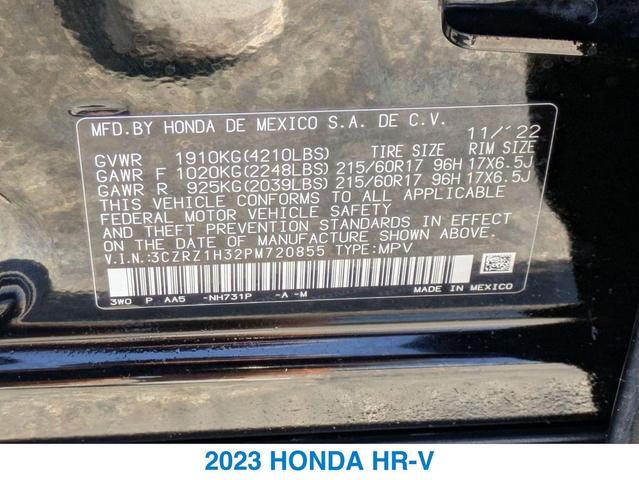 MFD.BY HONDA DE MEXICO S.A. DE C.V. 11/'22
GVWR 1910KG(4210LBS) TIRE SIZE RIM SIZE
GAWR F 1020KG(2248LBS) 215/60R17 96H 17X6.5J
GAWR R 925KG(2039LBS) 215/60R17 96H 17X6.5J
THIS VEHICLE CONFORMS TO ALL APPLICABLE
FEDERAL MOTOR VEHICLE SAFETY
AND THEFT PREVENTION STANDARDS IN EFFECT
ON THE DATE OF MANUFACTURE SHOWN ABOVE.
V.I.N.:3CZRZ1H32PM720855 TYPE:MPV
3W0 P AA5 -NH731P -A -M MADE IN MEXICO
2023 HONDA HR-V